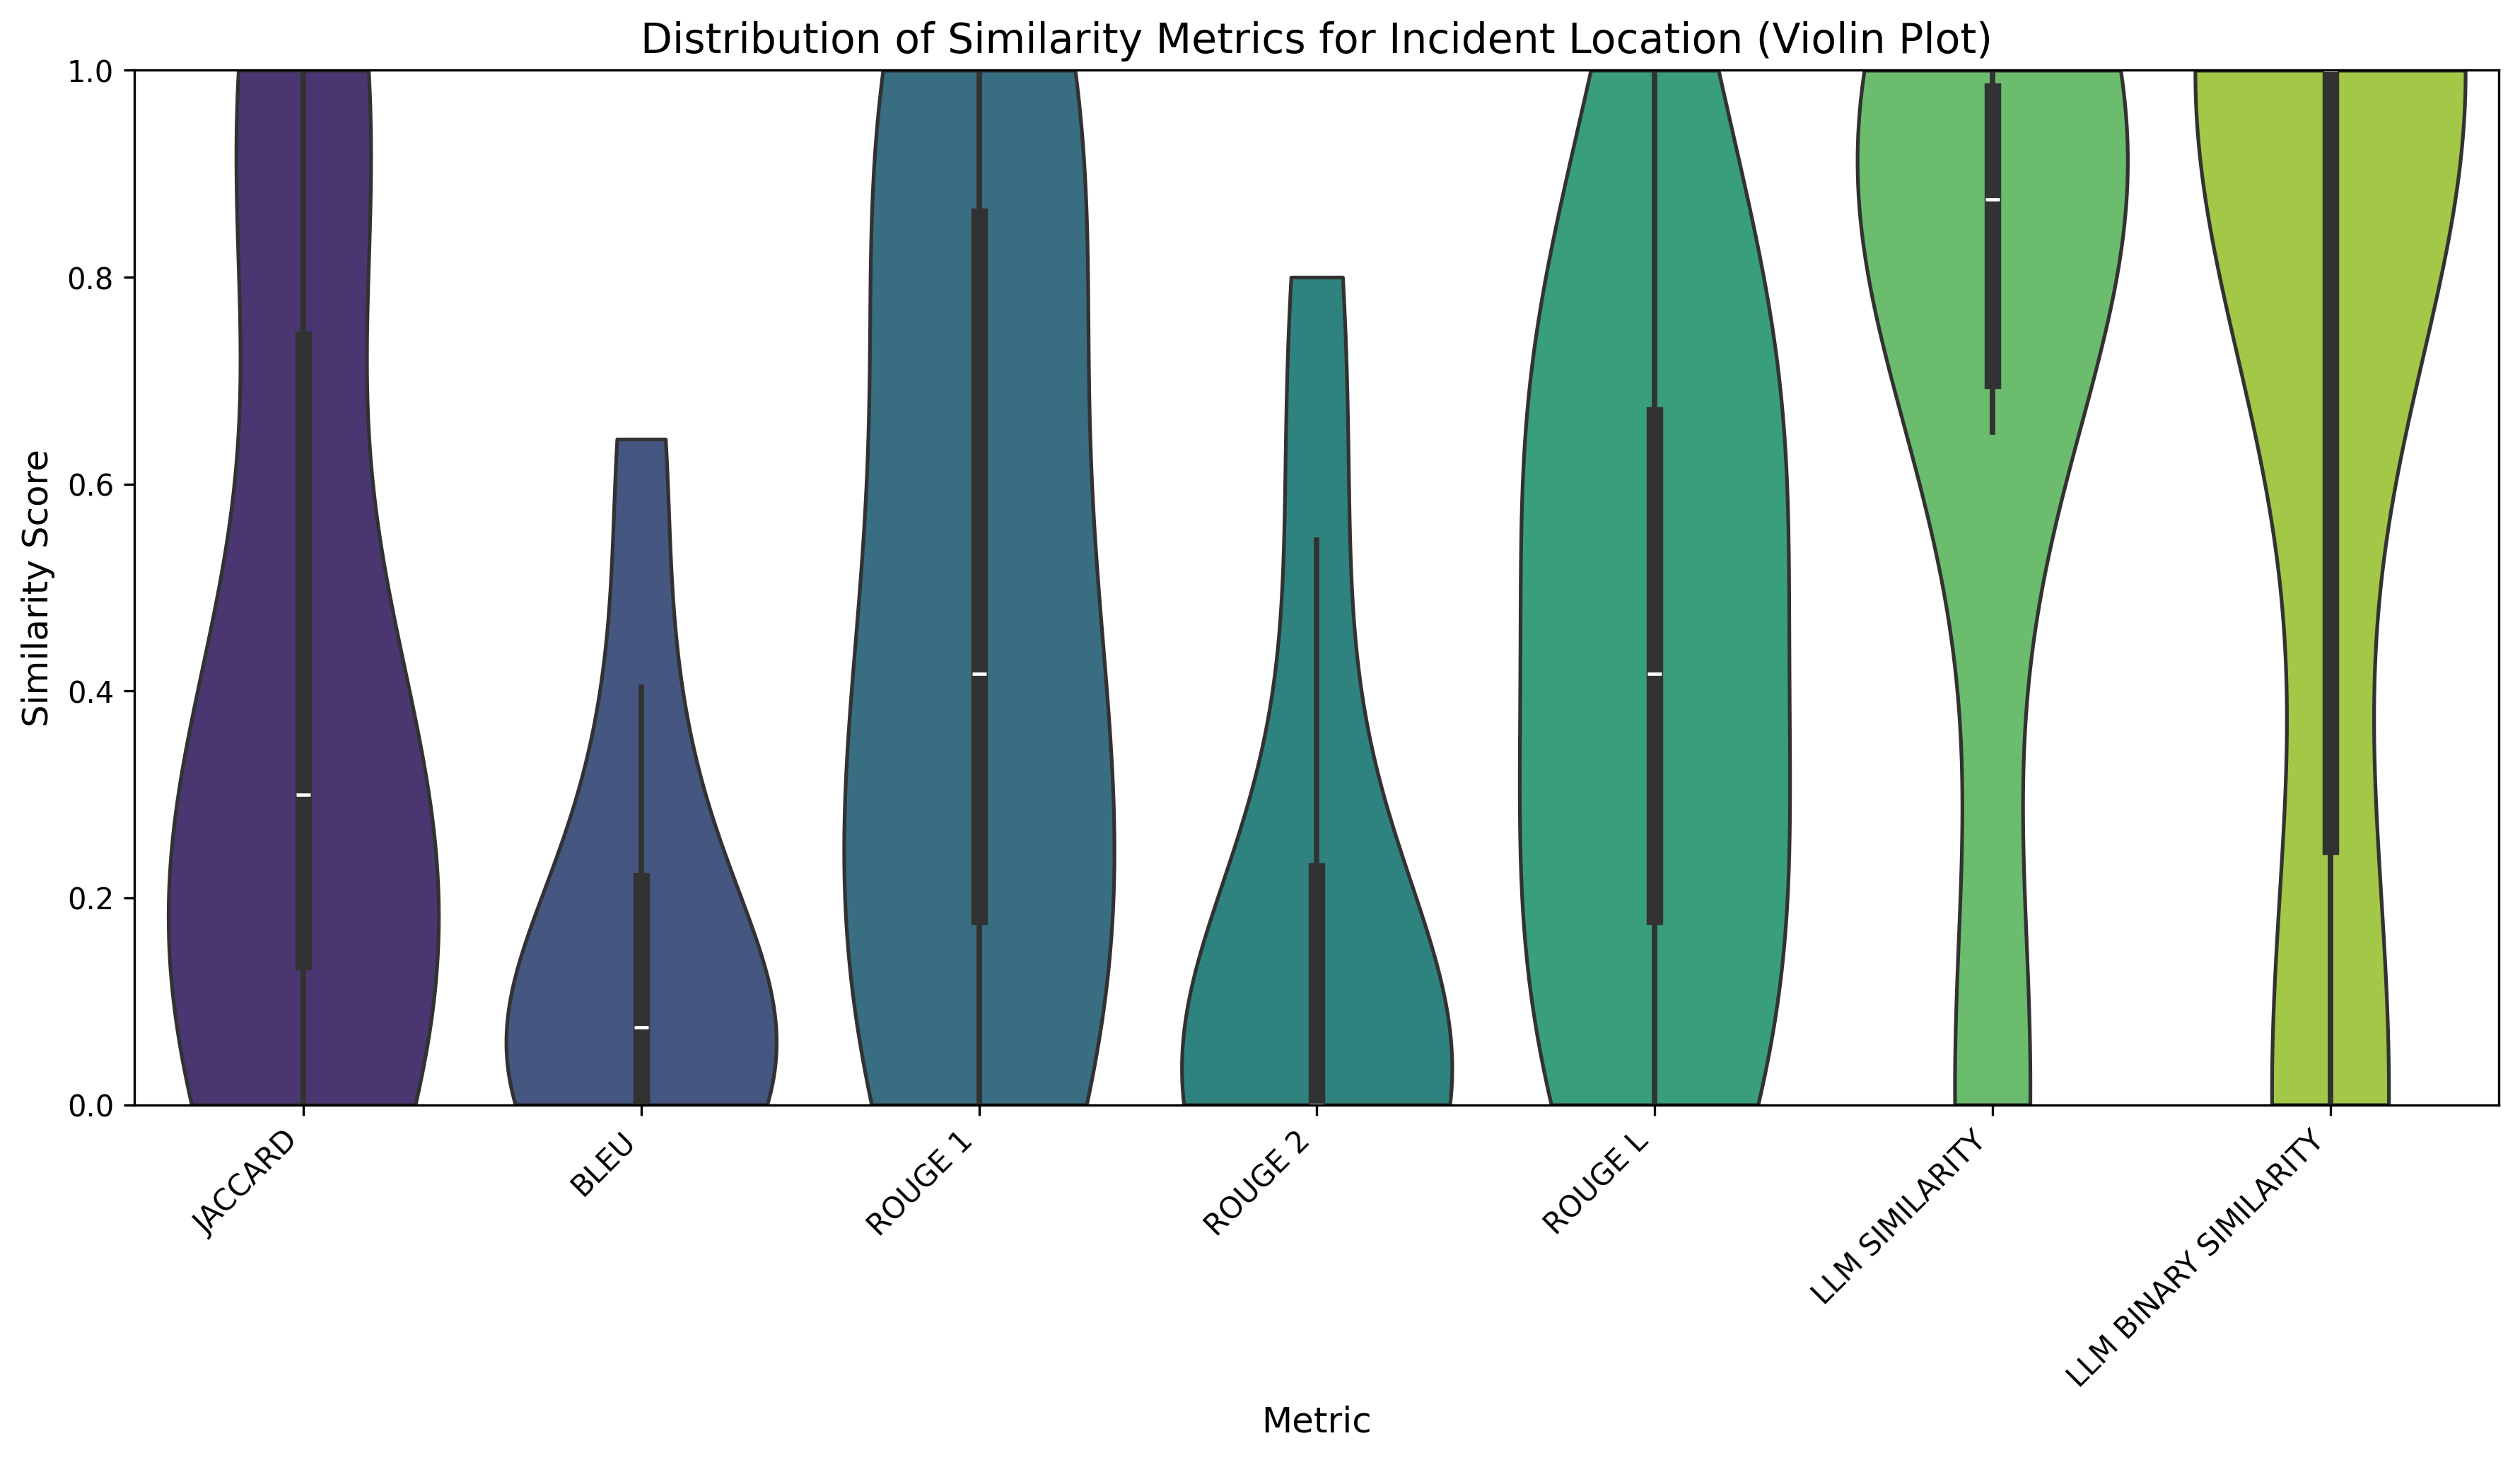 Distribution of Similarity Metrics for Incident Location (Violin Plot)
Similarity Score
1.0
0.8
0.6
0.4
0.2
0.0
JACCARD
BLEU
ROUGE 1
ROUGE 2
ROUGE L
LLM SIMILARITY
LLM BINARY SIMILARITY
Metric